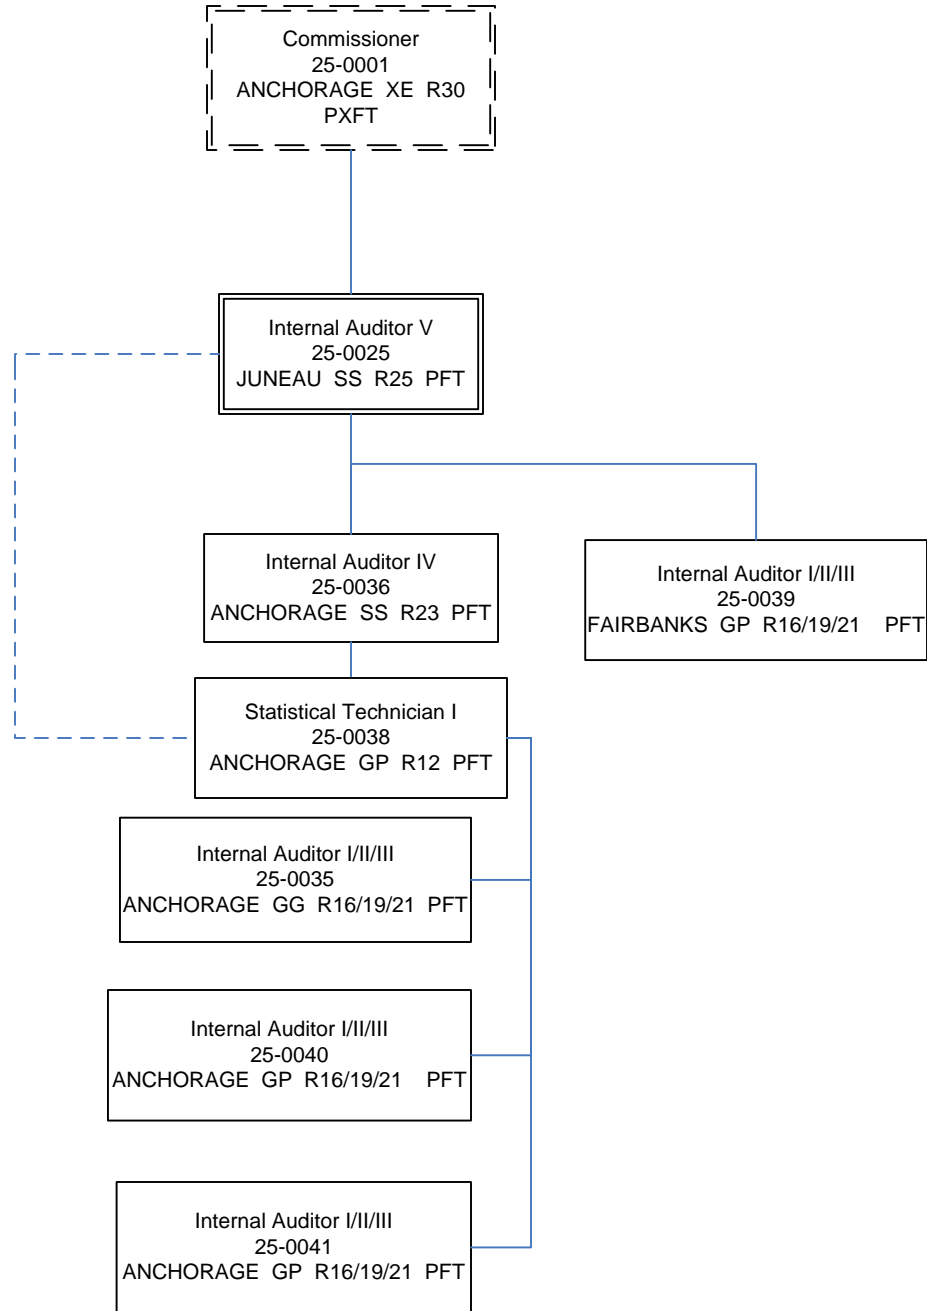 Commissioner
25-0001
ANCHORAGE XE R30
PXFT
Internal Auditor V
25-0025
JUNEAU SS R25 PFT
Internal Auditor IV
25-0036
ANCHORAGE SS R23 PFT
Internal Auditor I/II/III
25-0039
FAIRBANKS GP R16/19/21 PFT
Statistical Technician I
25-0038
ANCHORAGE GP R12 PFT
Internal Auditor I/II/III
25-0035
ANCHORAGE GG R16/19/21 PFT
Internal Auditor I/II/III
25-0040
ANCHORAGE GP R16/19/21 PFT
Internal Auditor I/II/III
25-0041
ANCHORAGE GP R16/19/21 PFT